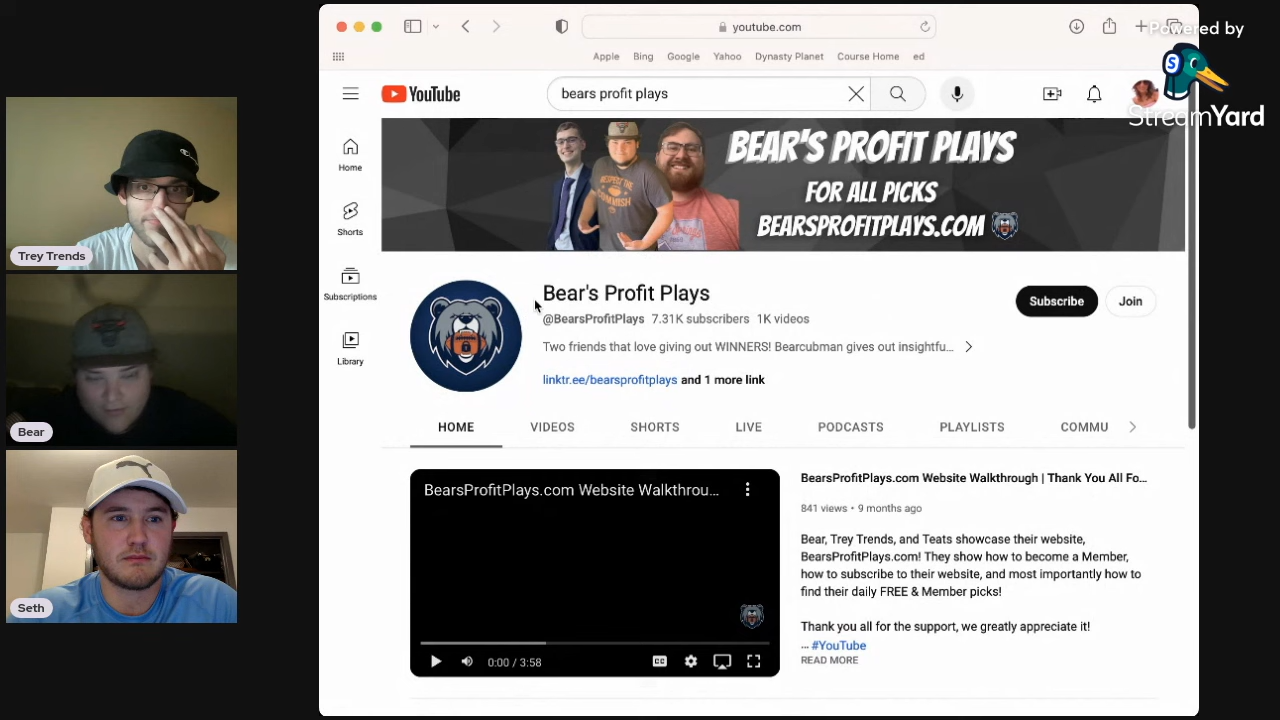 Powered by
StreamYard
Trey Trends
Bear
Seth
youtube.com
Apple Bing Google Yahoo Dynasty Planet Course Home ed
YouTube
bears profit plays
Home
Shorts
Subscriptions
Library
BEAR'S PROFIT PLAYS
FOR ALL PICKS
BEARSPROFITPLAYS.COM
Bear's Profit Plays
@BearsProfitPlays 7.31K subscribers 1K videos
Two friends that love giving out WINNERS! Bearcubman gives out insightfu...
linktr.ee/bearsprofitplays and 1 more link
Subscribe
Join
HOME VIDEOS SHORTS LIVE PODCASTS PLAYLISTS COMMU
BearsProfitPlays.com Website Walkthrou...
0:00 / 3:58
BearsProfitPlays.com Website Walkthrough | Thank You All Fo...
841 views • 9 months ago
Bear, Trey Trends, and Teats showcase their website,
BearsProfitPlays.com! They show how to become a Member,
how to subscribe to their website, and most importantly how to
find their daily FREE & Member picks!
Thank you all for the support, we greatly appreciate it!
... #YouTube
READ MORE